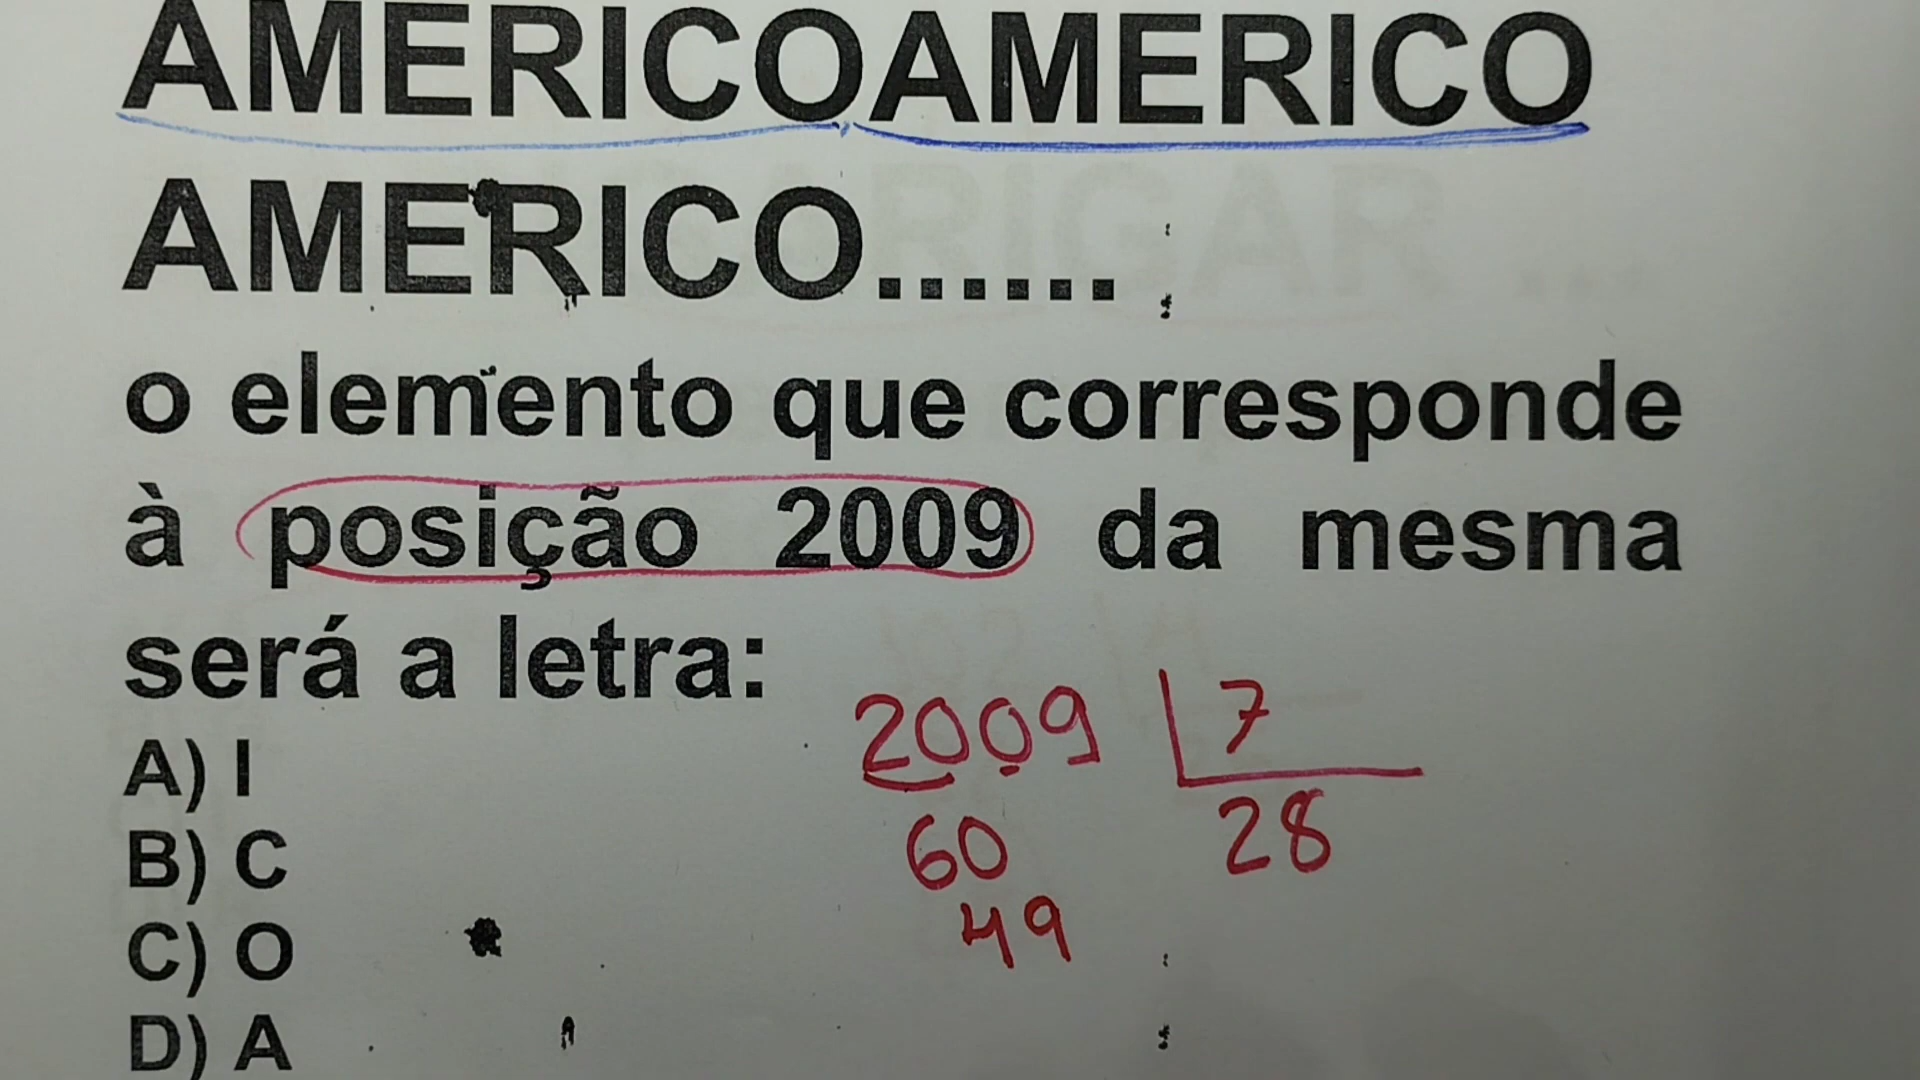 AMERICOAMERICO
AMERICO......
o elemento que corresponde
à posição 2009 da mesma
será a letra:
2009 7
A) I
60 28
B) C
49
C) O
D) A